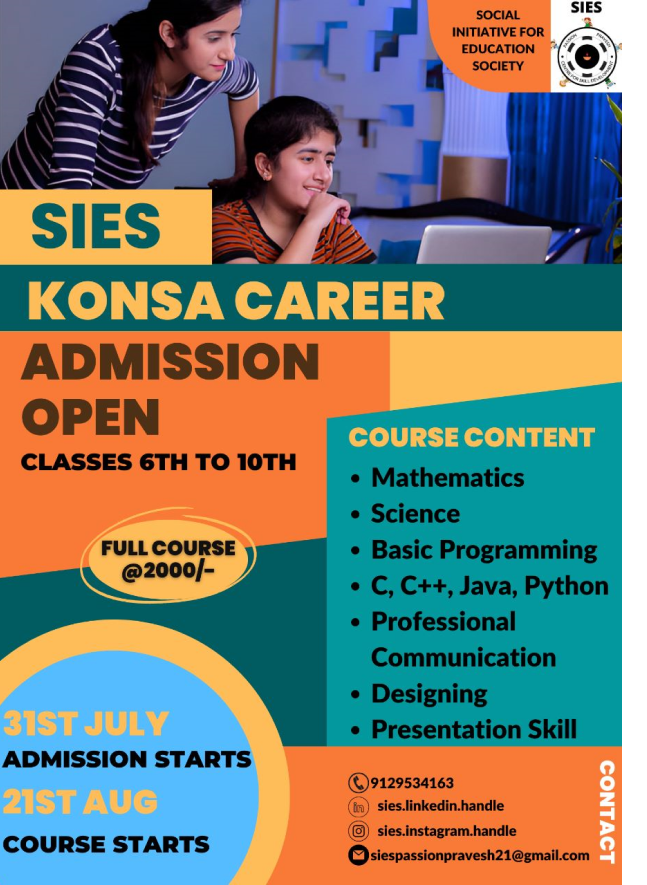 SOCIAL
INITIATIVE FOR
EDUCATION
SOCIETY
SIES
SIES
KONSA CAREER
ADMISSION
OPEN
CLASSES 6TH TO 10TH
FULL COURSE
@2000/-
COURSE CONTENT
• Mathematics
• Science
• Basic Programming
• C, C++, Java, Python
• Professional
Communication
• Designing
• Presentation Skill
31ST JULY
ADMISSION STARTS
21ST AUG
COURSE STARTS
9129534163
in sies.linkedin.handle
sies.instagram.handle
siespassionpravesh21@gmail.com
CONTACT